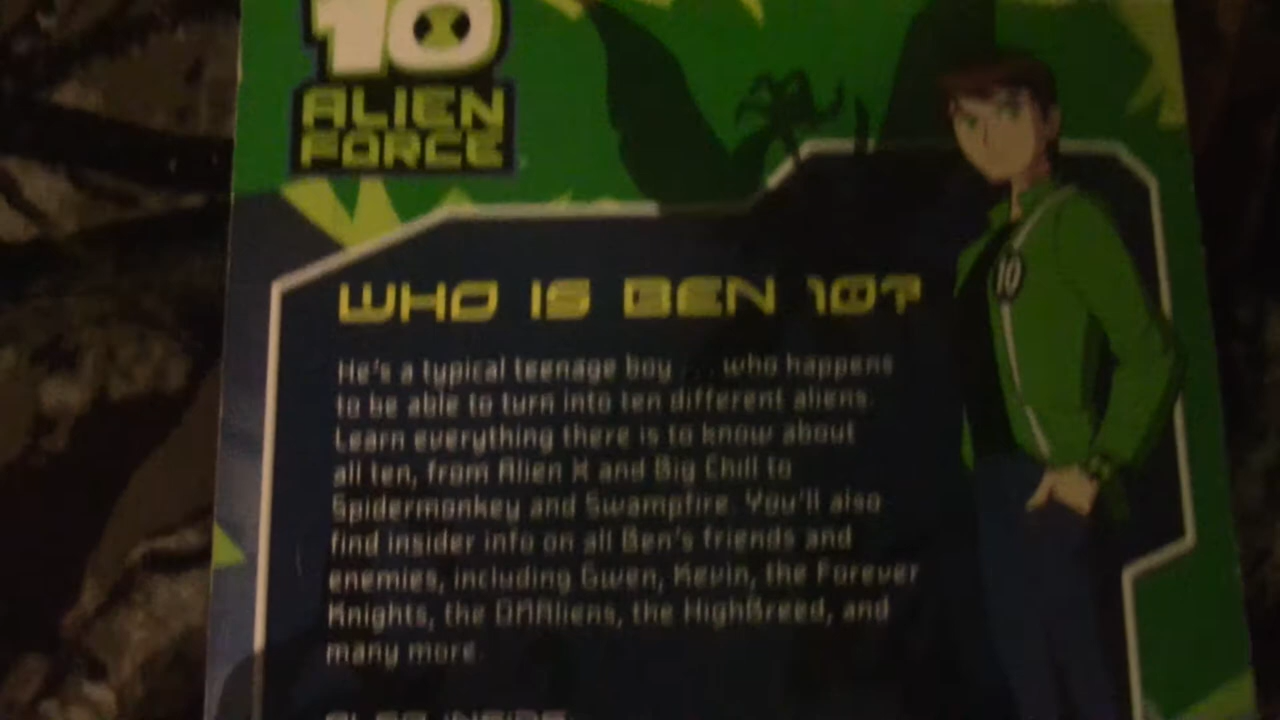 10
ALIEN
FORCE
10
WHO IS BEN 10?
He's a typical teenage boy ... who happens
to be able to turn into ten different aliens.
Learn everything there is to know about
all ten, from Alien X and Big Chill to
Spidermonkey and Swampfire. You'll also
find insider info on all Ben's friends and
enemies, including Gwen, Kevin, the Forever
Knights, the DNAliens, the HighBreed, and
many more.
ALSO INSIDE: